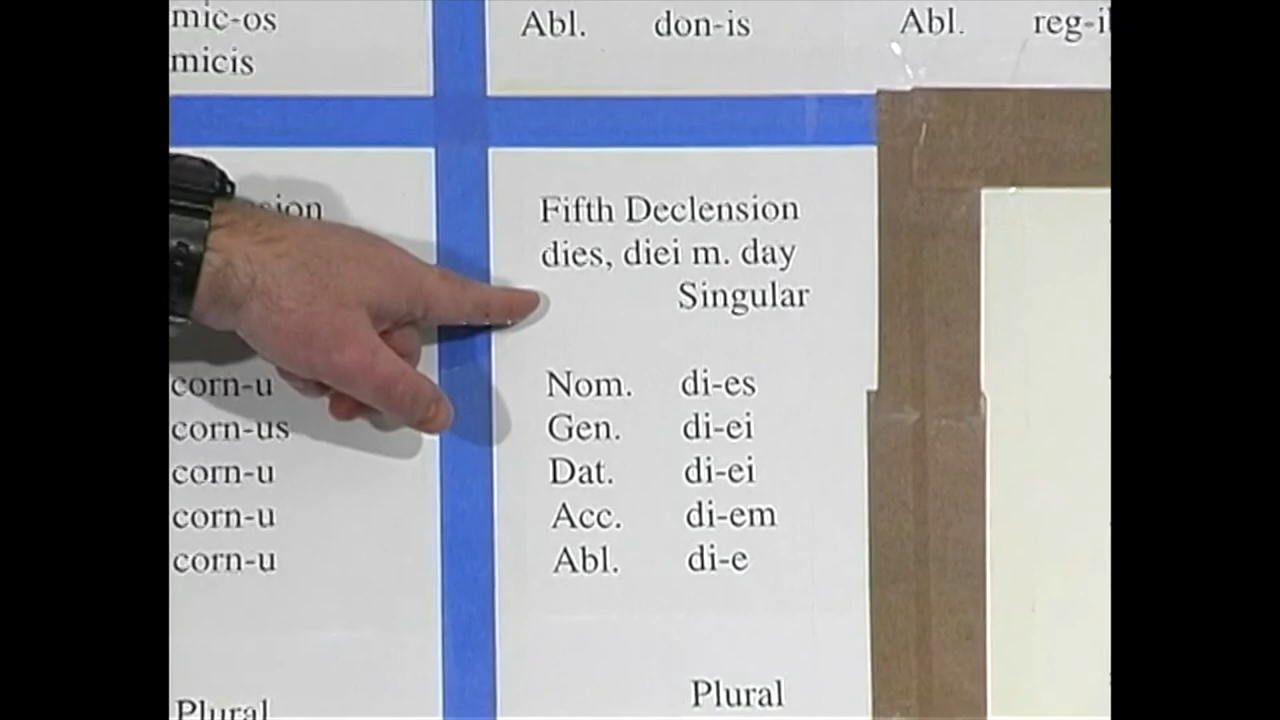 mic-os
micis
Abl. don-is
Abl. reg-i
sion
corn-u
corn-us
corn-u
corn-u
corn-u
Plural
Fifth Declension
dies, diei m. day
Singular
Nom. di-es
Gen. di-ei
Dat. di-ei
Acc. di-em
Abl. di-e
Plural